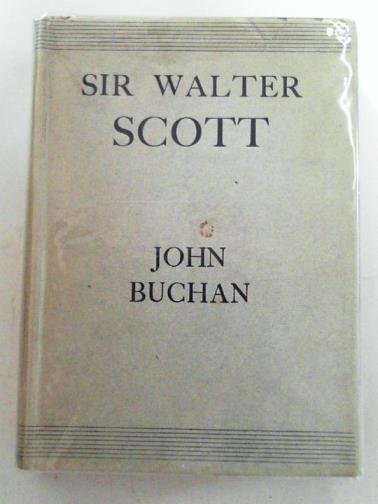 SIR WALTER
SCOTT
JOHN
BUCHAN